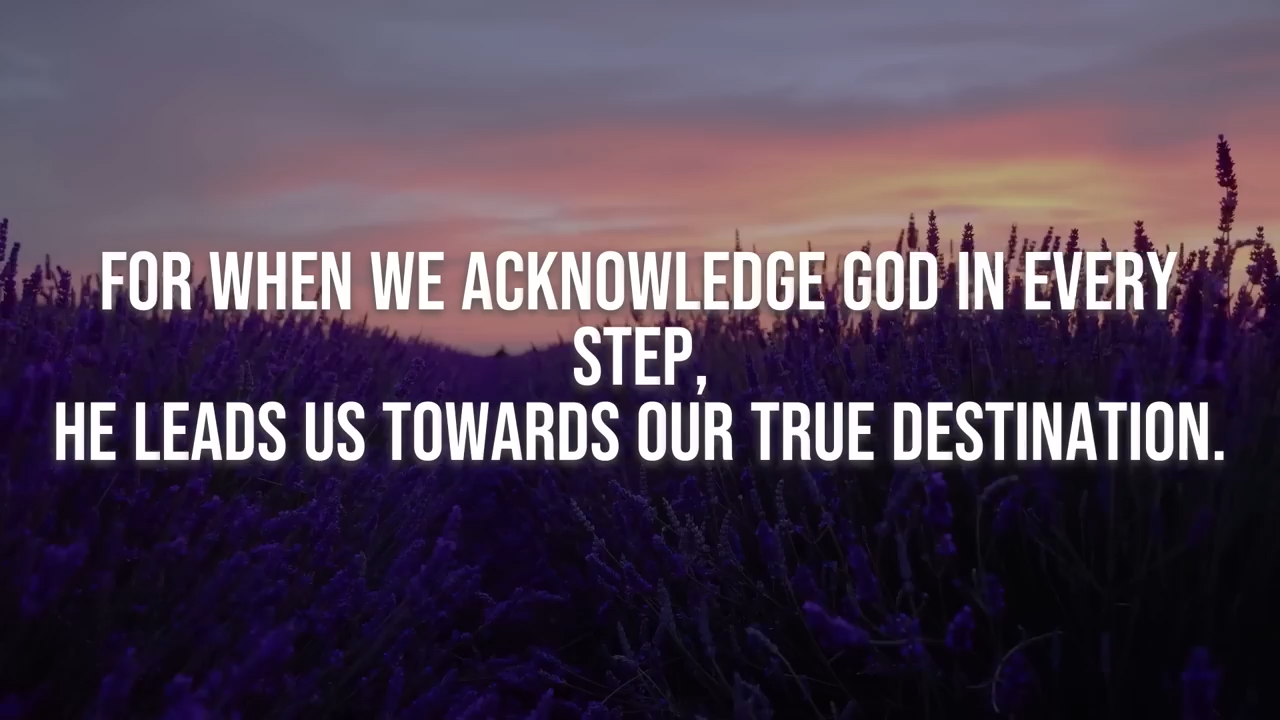 FOR WHEN WE ACKNOWLEDGE GOD IN EVERY
STEP,
HE LEADS US TOWARDS OUR TRUE DESTINATION.